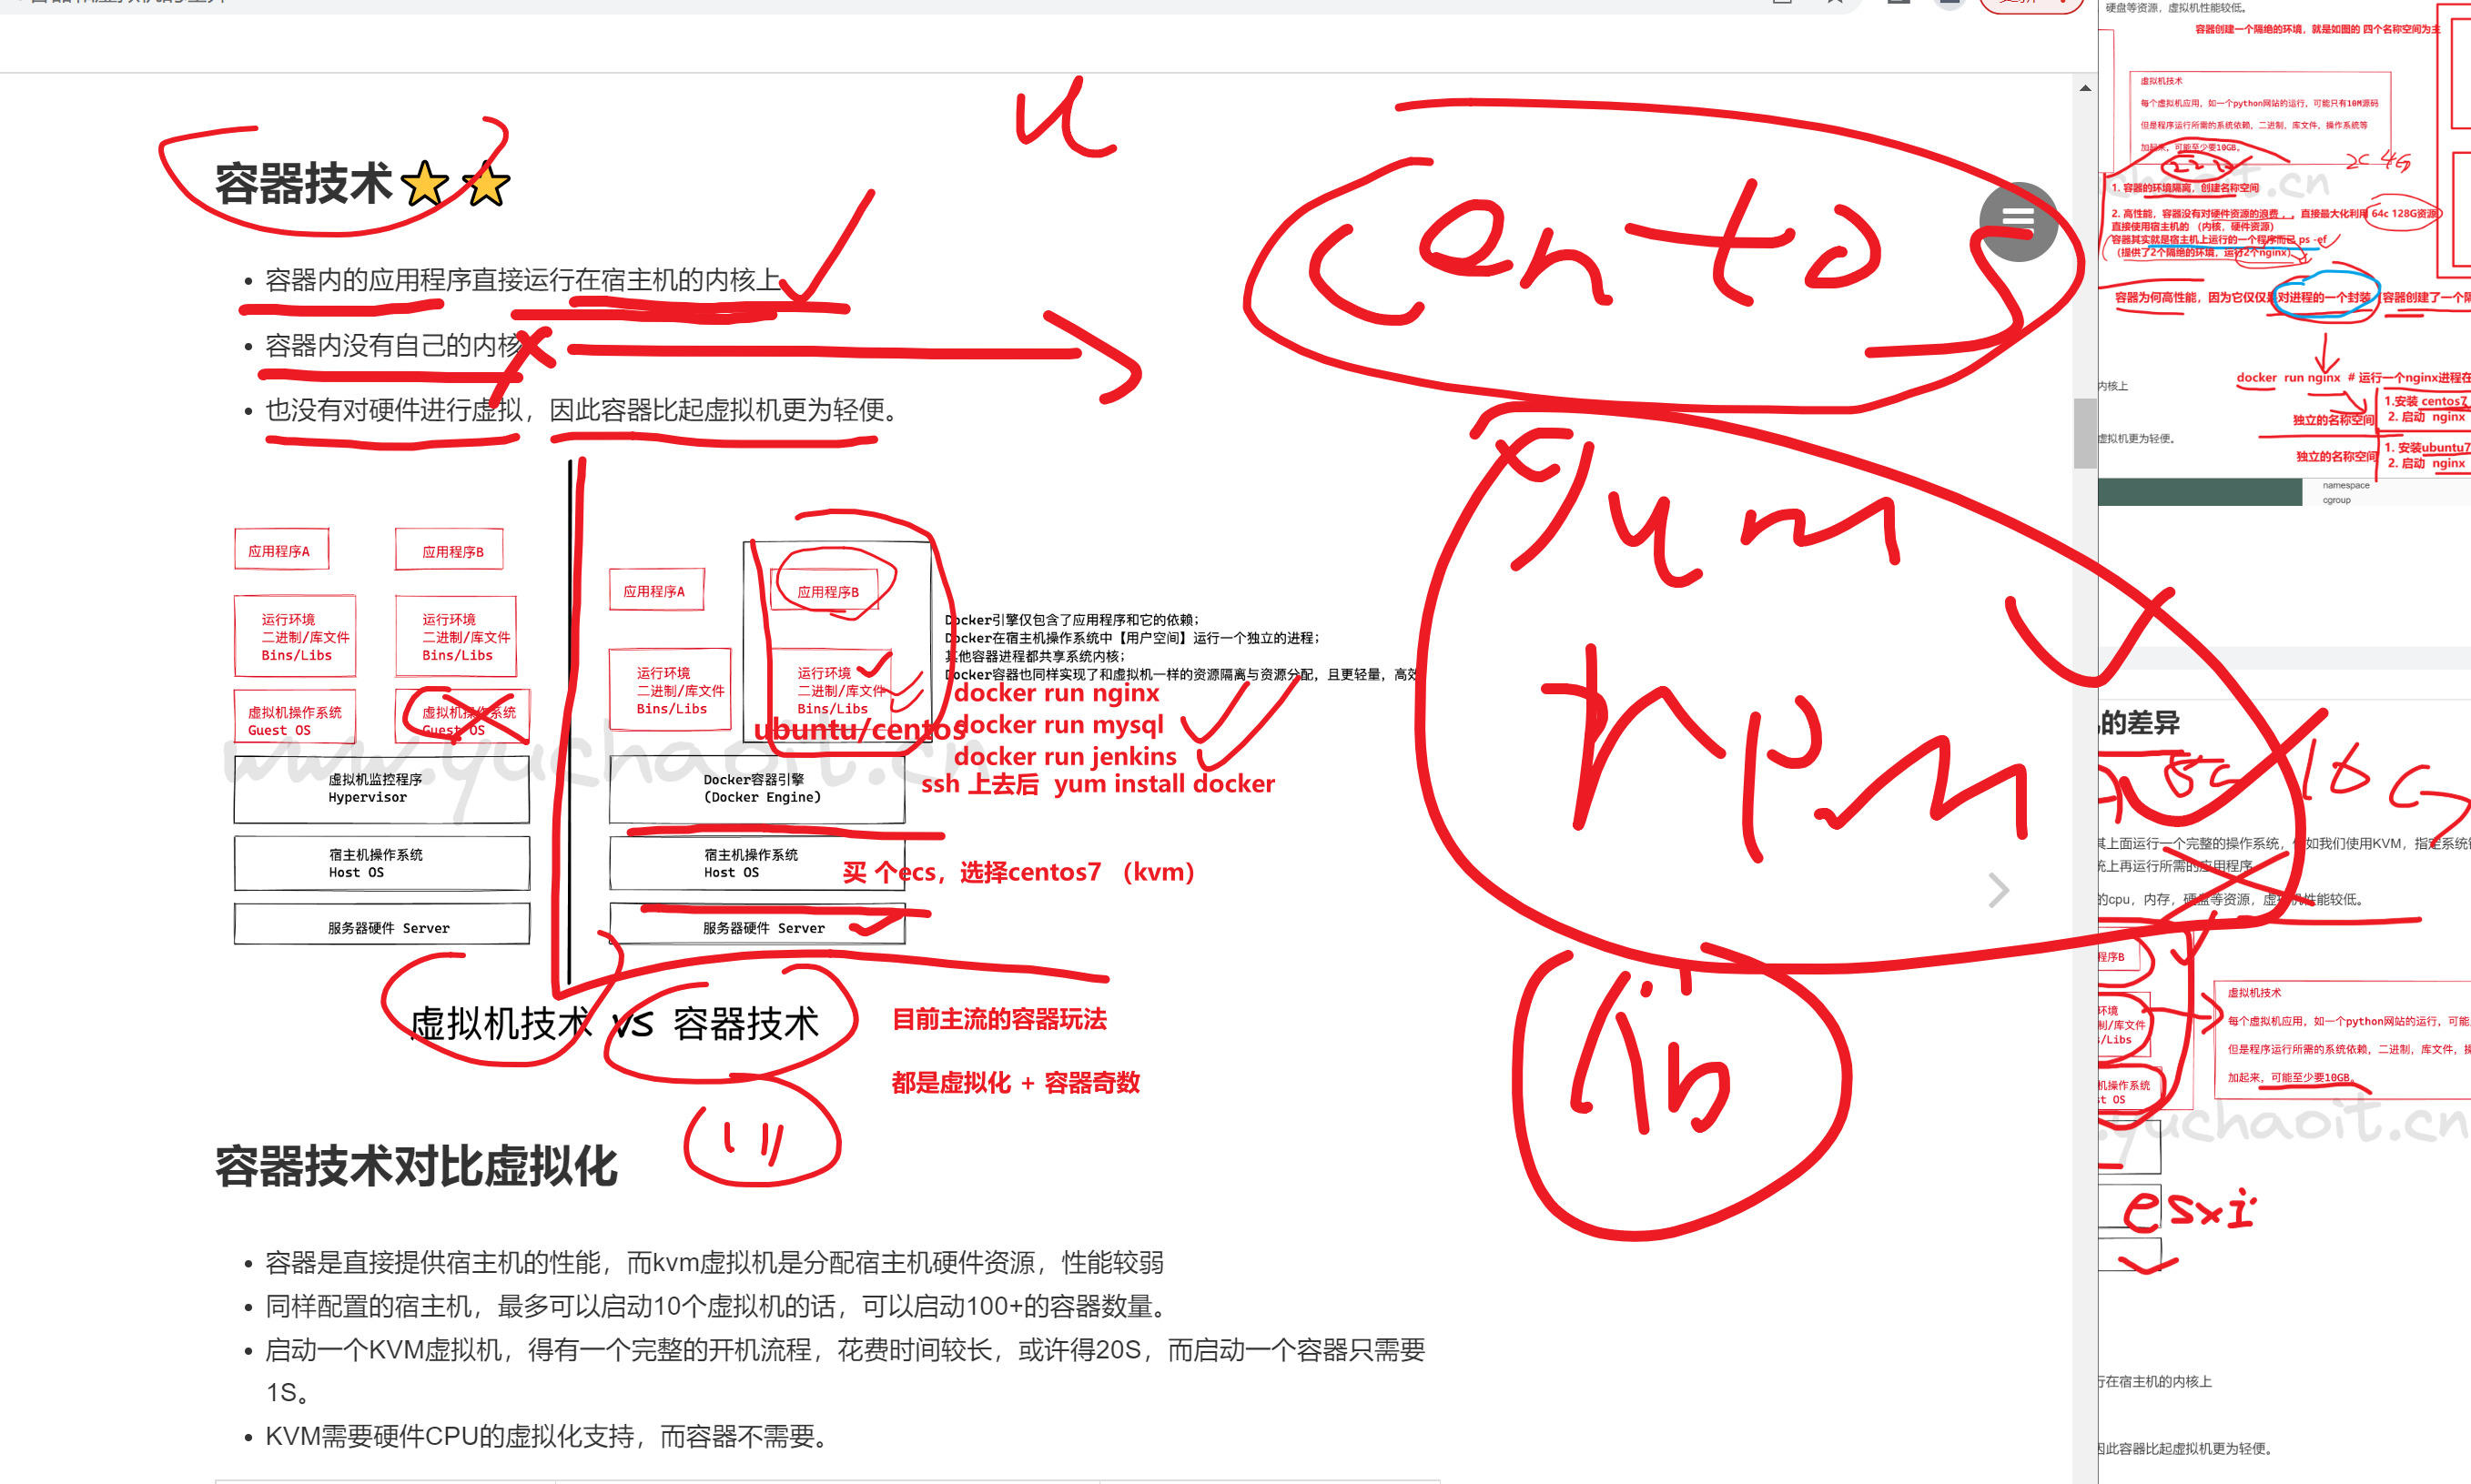 容器技术⭐⭐
容器内的应用程序直接运行在宿主机的内核上
容器内没有自己的内核
也没有对硬件进行虚拟，因此容器比起虚拟机更为轻便。
centos
yum
rpm
lib
应用程序A
应用程序B
运行环境
二进制/库文件
Bins/Libs
运行环境
二进制/库文件
Bins/Libs
虚拟机操作系统
Guest OS
虚拟机操作系统
Guest OS
虚拟机监控程序
Hypervisor
宿主机操作系统
Host OS
服务器硬件 Server
应用程序A
应用程序B
运行环境
二进制/库文件
Bins/Libs
运行环境
二进制/库文件
Bins/Libs
ubuntu/centos
Docker容器引擎
(Docker Engine)
宿主机操作系统
Host OS
服务器硬件 Server
Docker引擎仅包含了应用程序和它的依赖；
Docker在宿主机操作系统中【用户空间】运行一个独立的进程；
其他容器进程都共享系统内核；
Docker容器也同样实现了和虚拟机一样的资源隔离与资源分配，且更轻量，高效
docker run nginx
docker run mysql
docker run jenkins
ssh 上去后 yum install docker
买 个ecs，选择centos7 （kvm）
虚拟机技术 VS 容器技术
目前主流的容器玩法
都是虚拟化 + 容器奇数
www.yuchaoit.cn
容器技术对比虚拟化
容器是直接提供宿主机的性能，而kvm虚拟机是分配宿主机硬件资源，性能较弱
同样配置的宿主机，最多可以启动10个虚拟机的话，可以启动100+的容器数量。
启动一个KVM虚拟机，得有一个完整的开机流程，花费时间较长，或许得20S，而启动一个容器只需要
1S。
KVM需要硬件CPU的虚拟化支持，而容器不需要。
硬盘等资源，虚拟机性能较低。
容器创建一个隔绝的环境，就是如图的 四个名称空间为主
虚拟机技术
每个虚拟机应用，如一个python网站的运行，可能只有10M源码
但是程序运行所需的系统依赖，二进制，库文件，操作系统等
加起来，可能至少要10GB。
2c 4G
1. 容器的环境隔离，创建名称空间
2. 高性能，容器没有对硬件资源的浪费，，直接最大化利用 64c 128G资源
直接使用宿主机的 （内核，硬件资源）
容器其实就是宿主机上运行的一个程序而已 ps -ef
（提供了2个隔绝的环境，运行2个nginx）
容器为何高性能，因为它仅仅是对进程的一个封装
容器创建了一个隔
docker run nginx # 运行一个nginx进程在
内核上
1.安装 centos7
2. 启动 nginx
独立的名称空间
虚拟机更为轻便。
1. 安装ubuntu7
2. 启动 nginx
独立的名称空间
namespace
cgroup
的差异
16G
其上面运行一个完整的操作系统，例如我们使用KVM，指定系统
统上再运行所需的应用程序
的cpu，内存，硬盘等资源，虚拟机性能较低。
程序B
环境
制/库文件
s/Libs
机操作系统
st OS
虚拟机技术
每个虚拟机应用，如一个python网站的运行，可能
但是程序运行所需的系统依赖，二进制，库文件，操
加起来，可能至少要10GB。
.yuchaoit.cn
esxi
行在宿主机的内核上
因此容器比起虚拟机更为轻便。